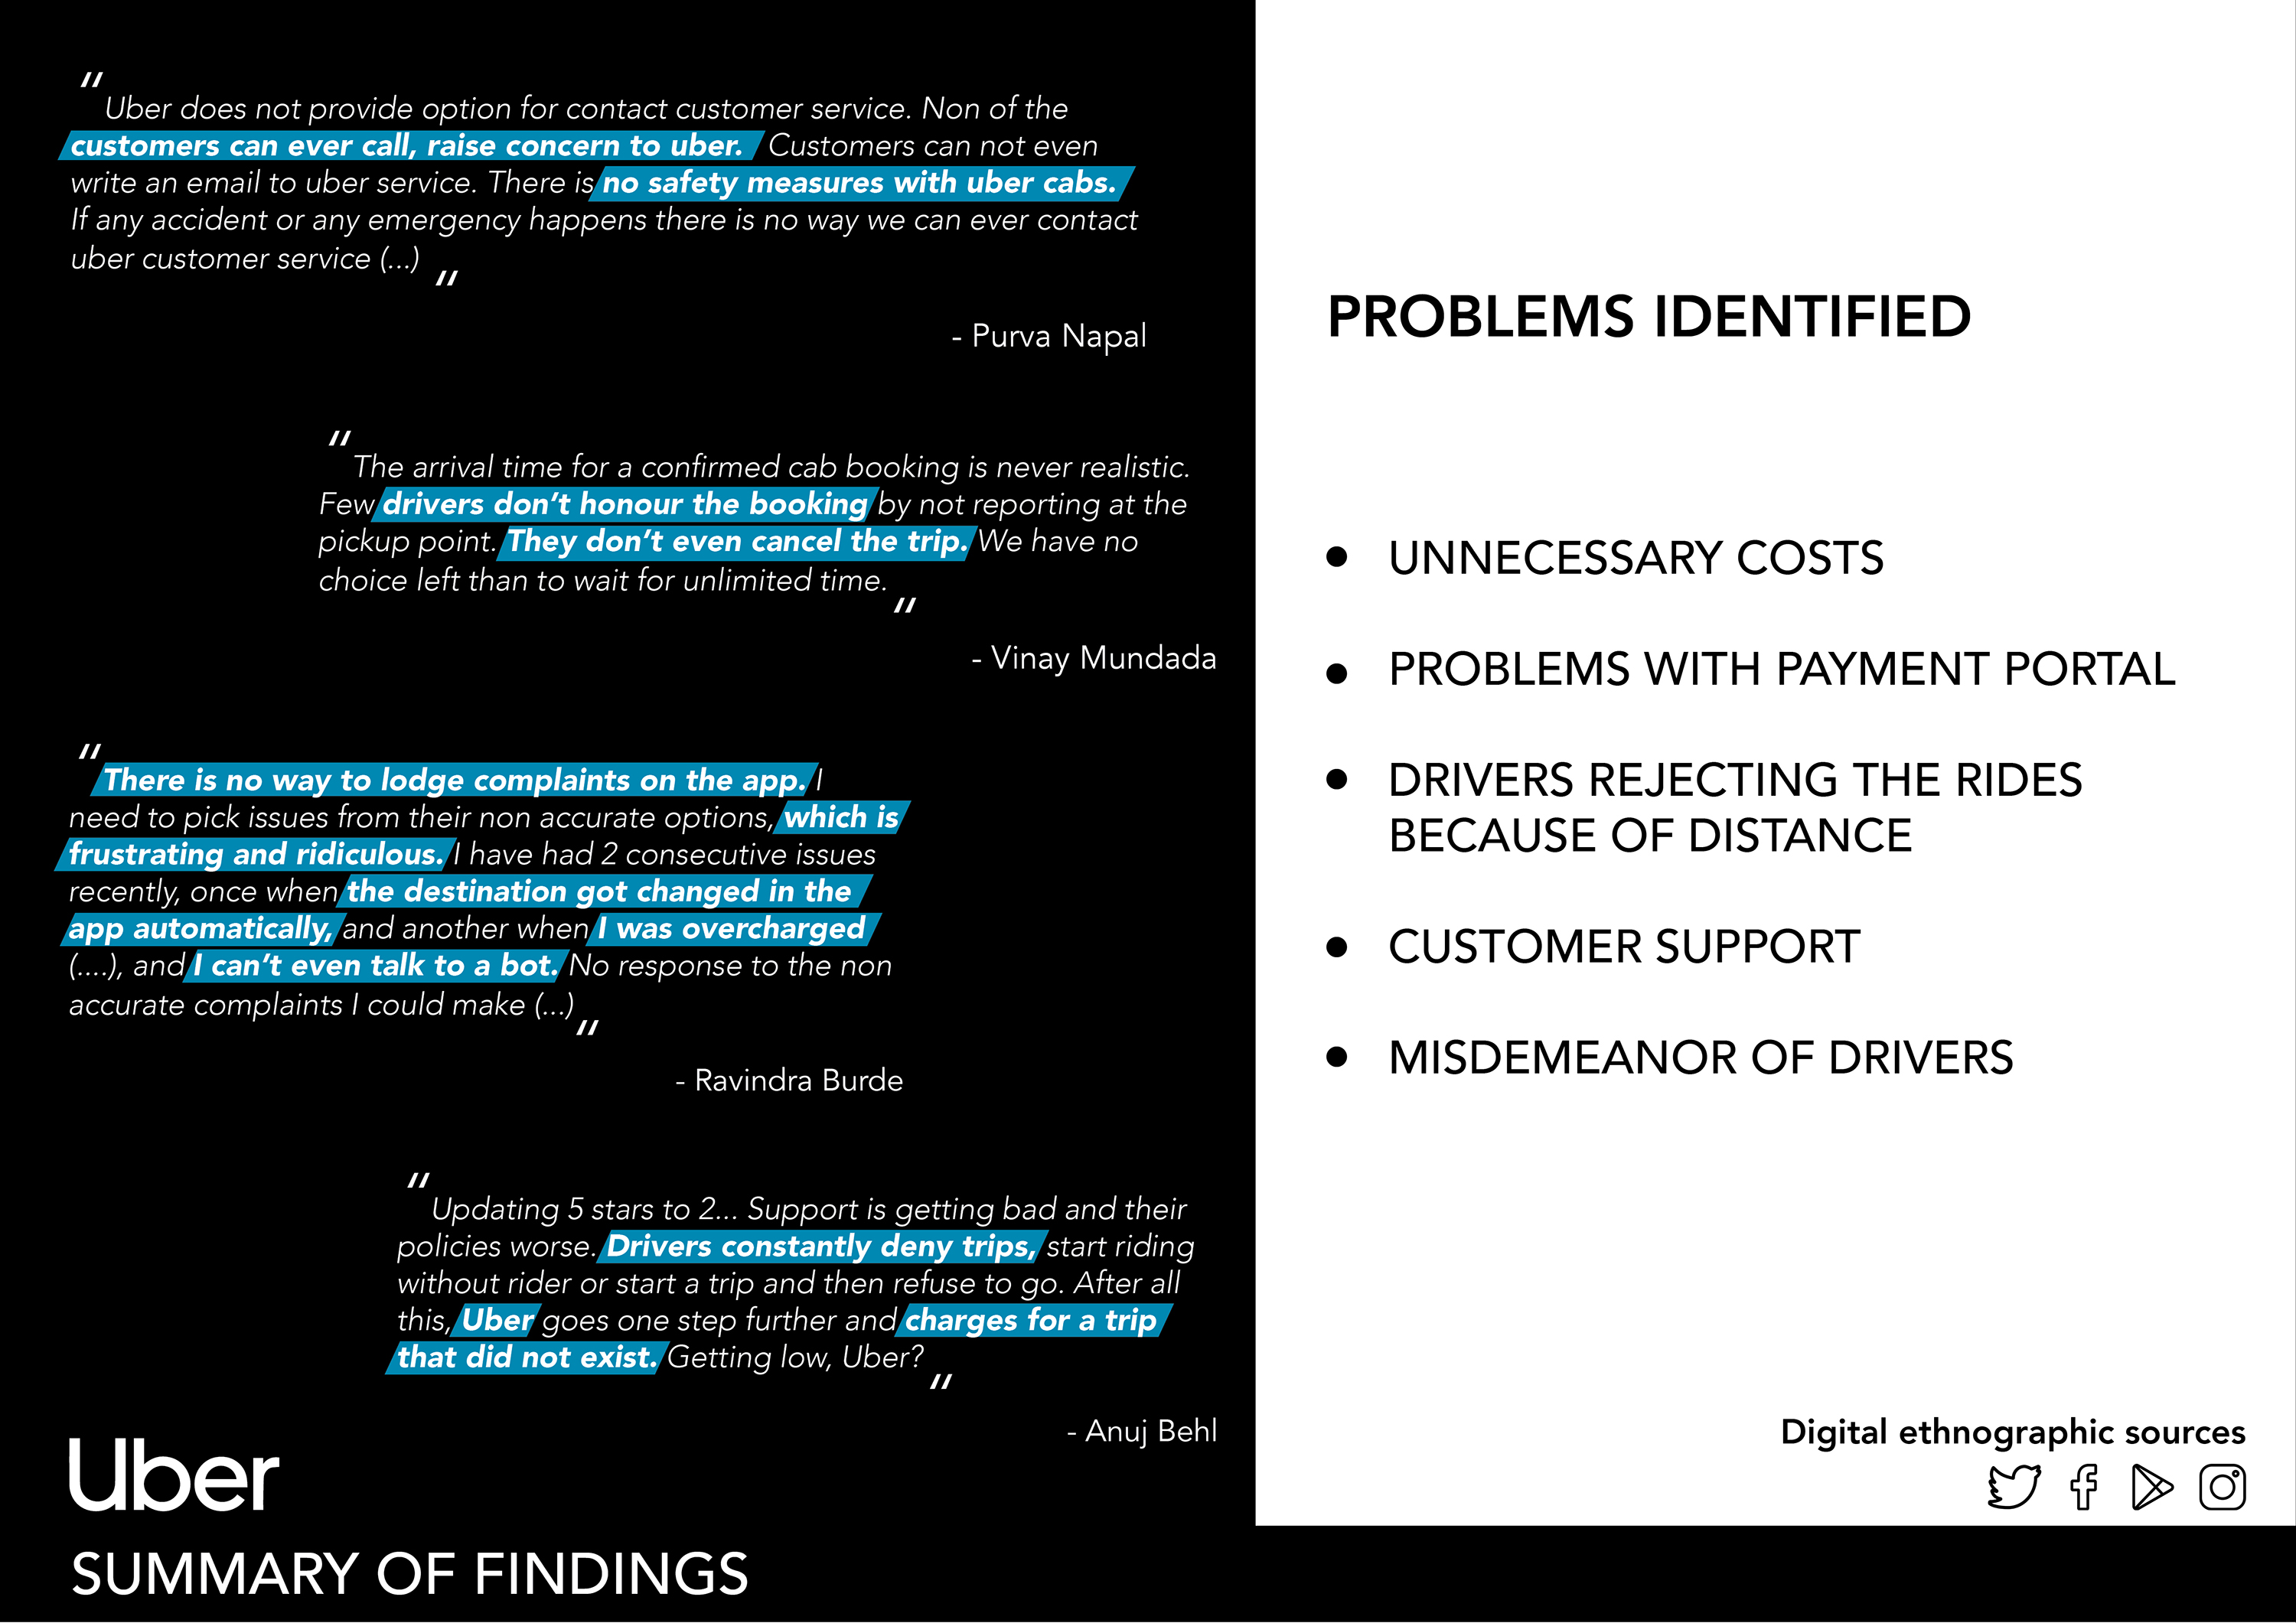 “
Uber does not provide option for contact customer service. Non of the
customers can ever call, raise concern to uber. Customers can not even
write an email to uber service. There is no safety measures with uber cabs.
If any accident or any emergency happens there is no way we can ever contact
uber customer service (...)
“
- Purva Napal
“
The arrival time for a confirmed cab booking is never realistic.
Few drivers don’t honour the booking by not reporting at the
pickup point. They don’t even cancel the trip. We have no
choice left than to wait for unlimited time.
“
- Vinay Mundada
“
There is no way to lodge complaints on the app. I
need to pick issues from their non accurate options, which is
frustrating and ridiculous. I have had 2 consecutive issues
recently, once when the destination got changed in the
app automatically, and another when I was overcharged
(....), and I can’t even talk to a bot. No response to the non
accurate complaints I could make (...)
“
- Ravindra Burde
“
Updating 5 stars to 2... Support is getting bad and their
policies worse. Drivers constantly deny trips, start riding
without rider or start a trip and then refuse to go. After all
this, Uber goes one step further and charges for a trip
that did not exist. Getting low, Uber?
“
- Anuj Behl
Uber
SUMMARY OF FINDINGS
PROBLEMS IDENTIFIED
● UNNECESSARY COSTS
● PROBLEMS WITH PAYMENT PORTAL
● DRIVERS REJECTING THE RIDES
BECAUSE OF DISTANCE
● CUSTOMER SUPPORT
● MISDEMEANOR OF DRIVERS
Digital ethnographic sources